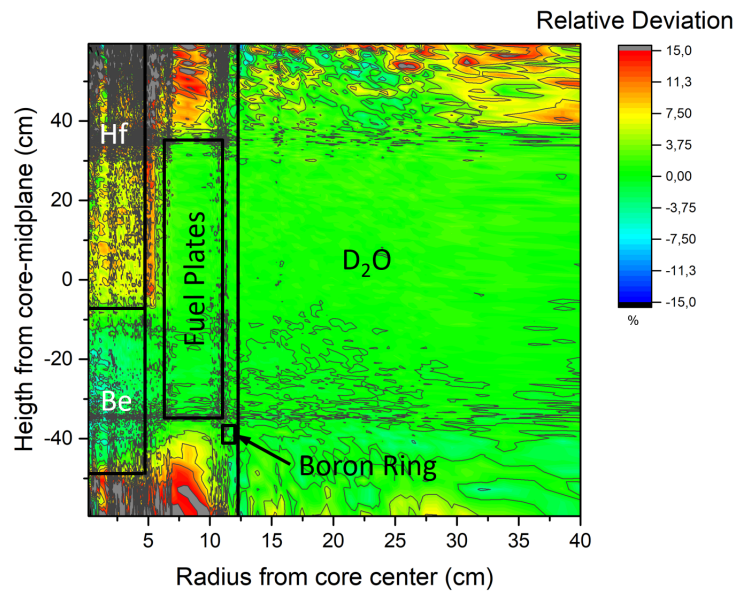 Relative Deviation
15,0
11,3
7,50
3,75
0,00
-3,75
-7,50
-11,3
-15,0
%
Heigth from core-midplane (cm)
40
20
0
-20
-40
Hf
Be
Fuel Plates
D₂O
Boron Ring
5 10 15 20 25 30 35 40
Radius from core center (cm)